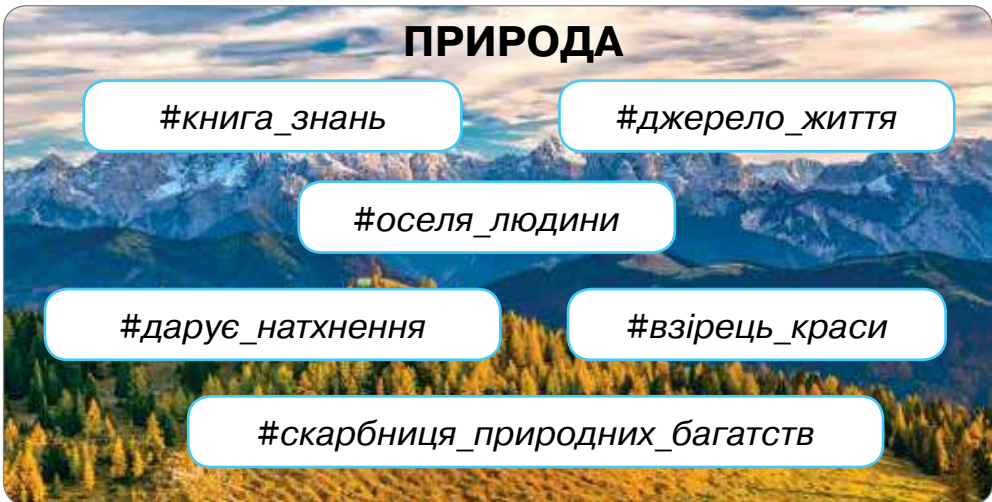 ПРИРОДА
#книга_знань
#джерело_життя
#оселя_людини
#дарує_натхнення
#взірець_краси
#скарбниця_природних_багатств